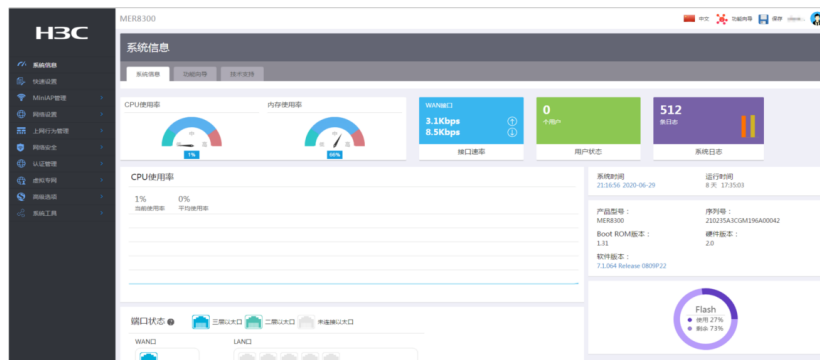 MER8300
中文
功能向导
保存
H3C
系统信息
系统信息
快速设置
MiniAP管理
网络设置
上网行为管理
网络安全
认证管理
虚拟专网
高级选项
系统工具
系统信息
功能向导
技术支持
CPU使用率
中
高
1%
内存使用率
中
高
WAN接口
3.1Kbps
8.5Kbps
接口速率
0
个用户
用户状态
512
条日志
系统日志
CPU使用率
1%
当前使用率
0%
平均使用率
系统时间
21:16:56 2020-06-29
运行时间
8 天 17:35:03
产品型号：
MER8300
序列号：
210235A3CGM196A00042
Boot ROM版本：
1.31
硬件版本：
2.0
软件版本：
7.1.064 Release 0809P22
Flash
使用 27%
剩余 73%
端口状态
三层以太口
二层以太口
未连接以太口
WAN口
LAN口